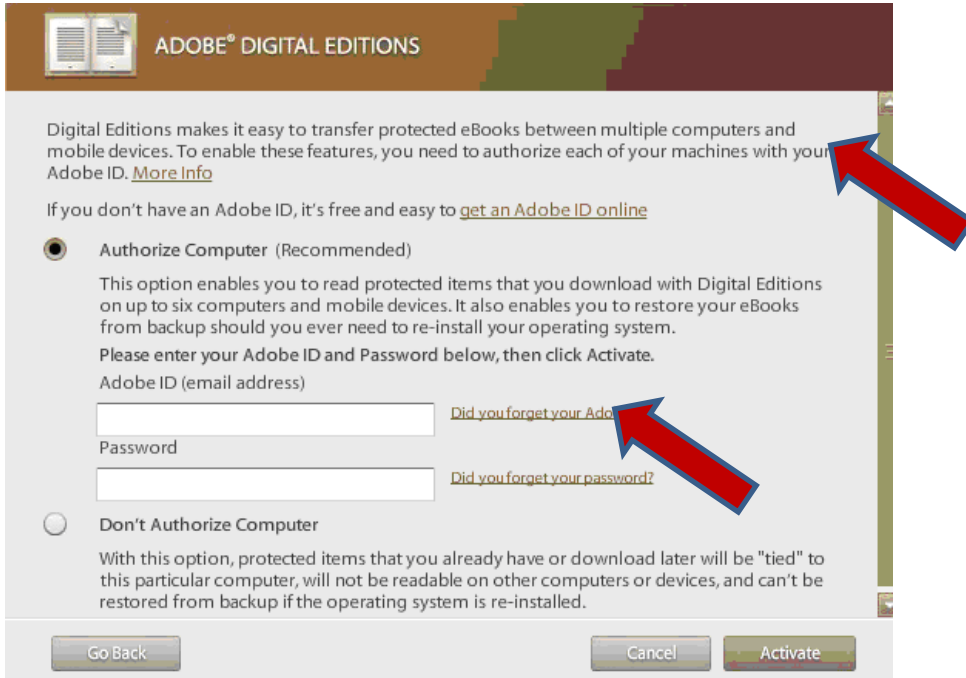 ADOBE® DIGITAL EDITIONS
Digital Editions makes it easy to transfer protected eBooks between multiple computers and
mobile devices. To enable these features, you need to authorize each of your machines with your
Adobe ID. More Info
If you don't have an Adobe ID, it's free and easy to get an Adobe ID online
Authorize Computer (Recommended)
This option enables you to read protected items that you download with Digital Editions
on up to six computers and mobile devices. It also enables you to restore your eBooks
from backup should you ever need to re-install your operating system.
Please enter your Adobe ID and Password below, then click Activate.
Adobe ID (email address)
Did you forget your
Password
Did you forget your password?
Don't Authorize Computer
With this option, protected items that you already have or download later will be "tied" to
this particular computer, will not be readable on other computers or devices, and can't be
restored from backup if the operating system is re-installed.
Go Back
Cancel
Activate